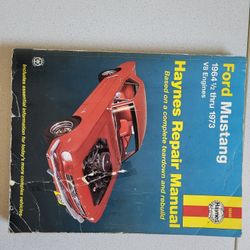 Ford Mustang
1964 ½ thru 1973
V8 Engines
Haynes Repair Manual
Based on a complete teardown and rebuild
Includes essential information for today's more complex vehicles
Haynes